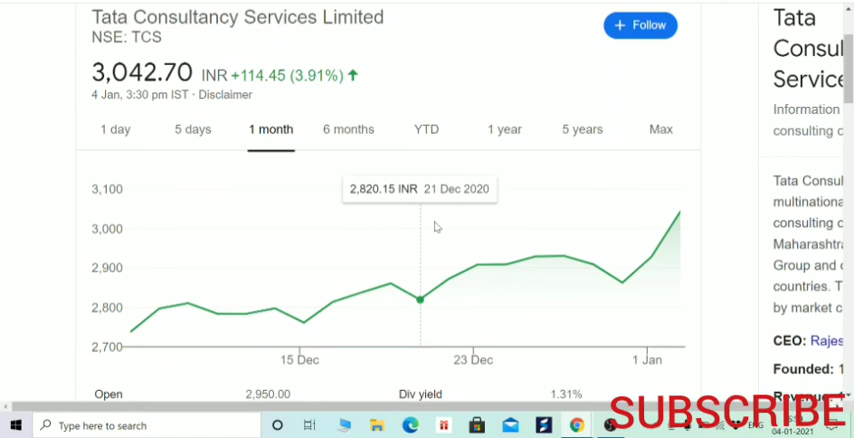 Tata Consultancy Services Limited
NSE: TCS
3,042.70 INR +114.45 (3.91%) ↑
4 Jan, 3:30 pm IST · Disclaimer
+ Follow
1 day 5 days 1 month 6 months YTD 1 year 5 years Max
2,820.15 INR 21 Dec 2020
3,100
3,000
2,900
2,800
2,700
15 Dec 23 Dec 1 Jan
Open 2,950.00 Div yield 1.31%
Tata
Consul
Service
Information
consulting c
Tata Consul
multinationa
consulting c
Maharashtra
Group and
countries. T
by market c
CEO: Rajes
Founded: 1
SUBSCRIBE
Type here to search
ENG
04-01-2021